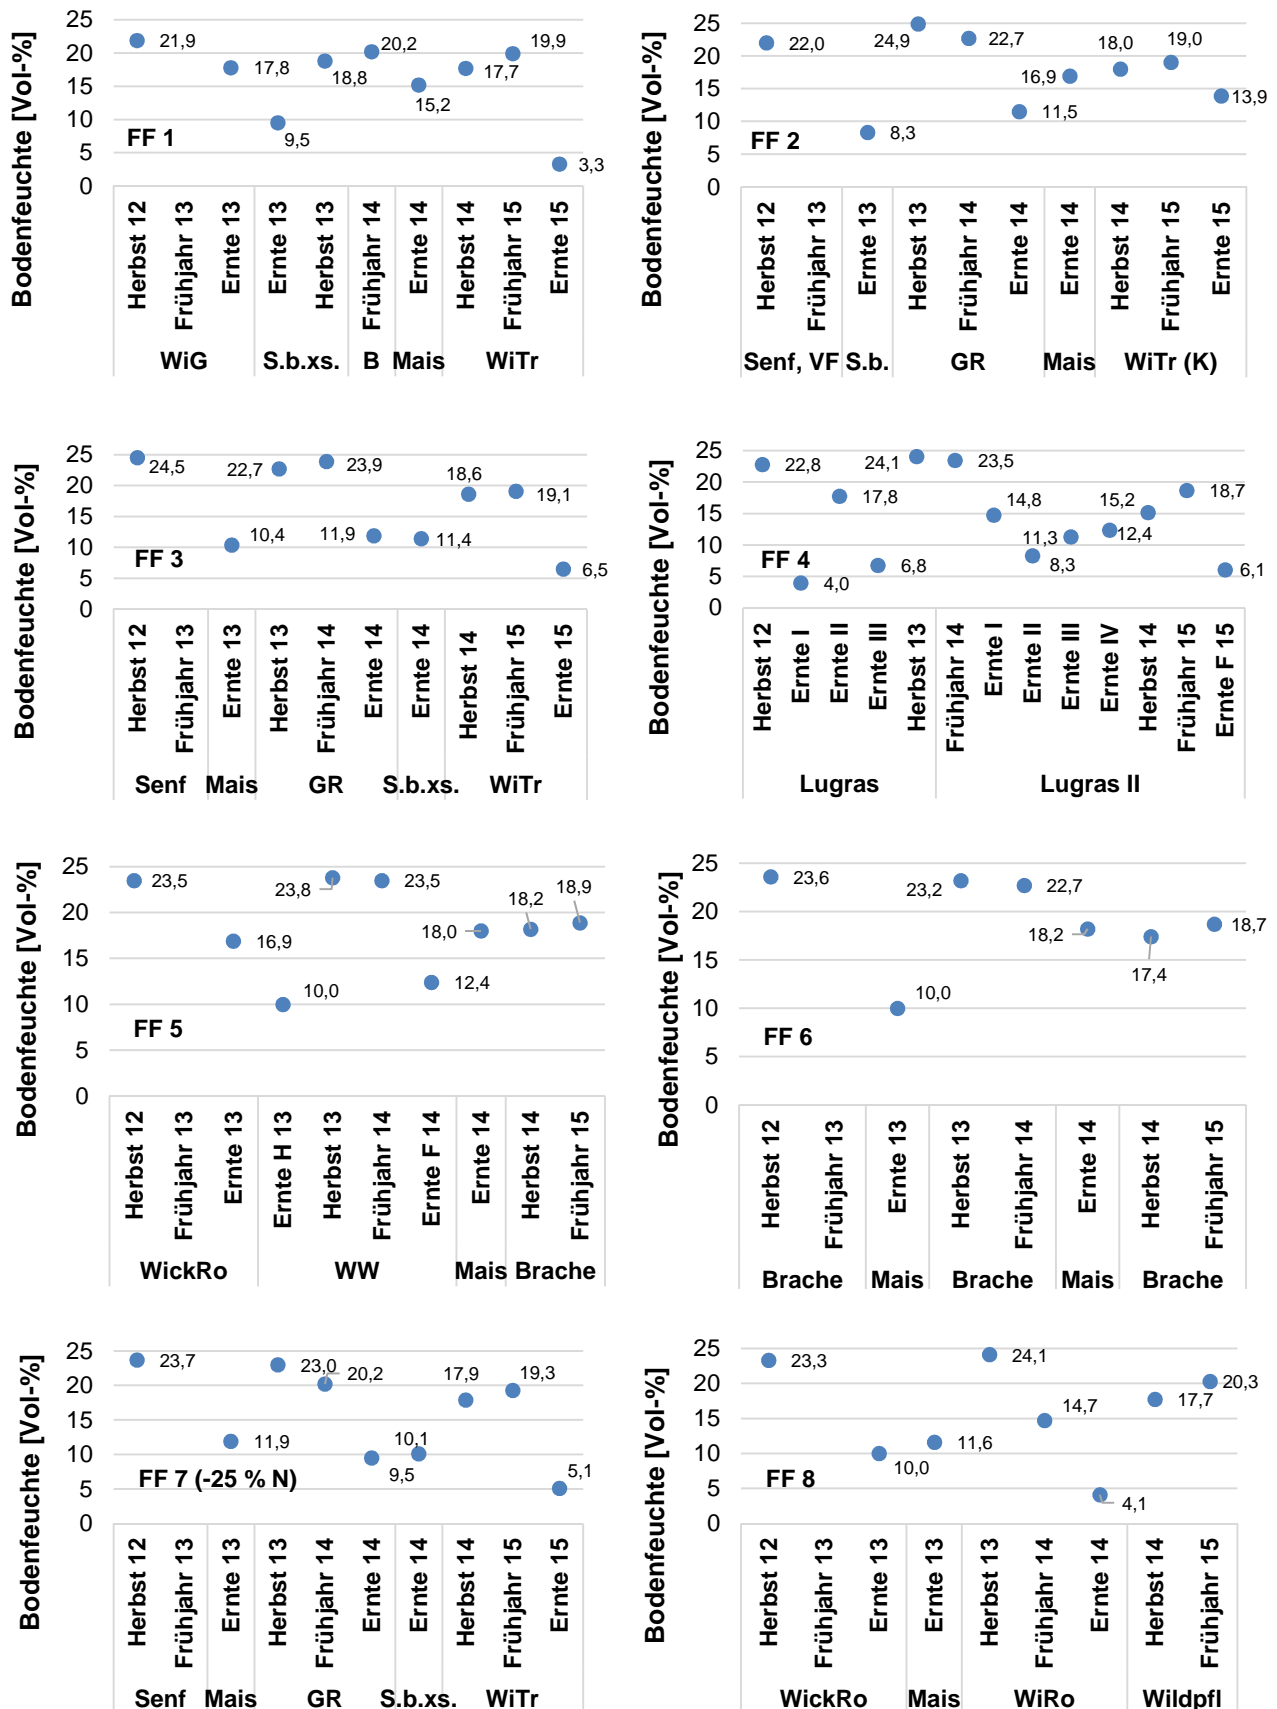 Bodenfeuchte [Vol-%]
25
20
15
10
5
0
21,9
17,8
9,5
18,8
20,2
15,2
17,7
19,9
3,3
FF 1
Herbst 12
Frühjahr 13
Ernte 13
Ernte 13
Herbst 13
Frühjahr 14
Ernte 14
Herbst 14
Frühjahr 15
Ernte 15
WiG S.b.xs. B Mais WiTr
Bodenfeuchte [Vol-%]
25
20
15
10
5
0
22,0
8,3
24,9
22,7
11,5
16,9
18,0
19,0
13,9
FF 2
Herbst 12
Frühjahr 13
Ernte 13
Herbst 13
Frühjahr 14
Ernte 14
Ernte 14
Herbst 14
Frühjahr 15
Ernte 15
Senf, VF S.b. GR Mais WiTr (K)
Bodenfeuchte [Vol-%]
25
20
15
10
5
0
24,5
10,4
22,7
23,9
11,9
11,4
18,6
19,1
6,5
FF 3
Herbst 12
Frühjahr 13
Ernte 13
Herbst 13
Frühjahr 14
Ernte 14
Ernte 14
Herbst 14
Frühjahr 15
Ernte 15
Senf Mais GR S.b.xs. WiTr
Bodenfeuchte [Vol-%]
25
20
15
10
5
0
22,8
4,0
17,8
6,8
24,1
23,5
14,8
8,3
11,3
12,4
15,2
18,7
6,1
FF 4
Herbst 12
Ernte I
Ernte II
Ernte III
Herbst 13
Frühjahr 14
Ernte I
Ernte II
Ernte III
Ernte IV
Herbst 14
Frühjahr 15
Ernte F 15
Lugras Lugras II
Bodenfeuchte [Vol-%]
25
20
15
10
5
0
23,5
16,9
10,0
23,8
23,5
12,4
18,0
18,2
18,9
FF 5
Herbst 12
Frühjahr 13
Ernte 13
Ernte H 13
Herbst 13
Frühjahr 14
Ernte F 14
Ernte 14
Herbst 14
Frühjahr 15
WickRo WW Mais Brache
Bodenfeuchte [Vol-%]
25
20
15
10
5
0
23,6
10,0
23,2
22,7
18,2
17,4
18,7
FF 6
Herbst 12
Frühjahr 13
Ernte 13
Herbst 13
Frühjahr 14
Ernte 14
Herbst 14
Frühjahr 15
Brache Mais Brache Mais Brache
Bodenfeuchte [Vol-%]
25
20
15
10
5
0
23,7
11,9
23,0
20,2
9,5
10,1
17,9
19,3
5,1
FF 7 (-25 % N)
Herbst 12
Frühjahr 13
Ernte 13
Herbst 13
Frühjahr 14
Ernte 14
Ernte 14
Herbst 14
Frühjahr 15
Ernte 15
Senf Mais GR S.b.xs. WiTr
Bodenfeuchte [Vol-%]
25
20
15
10
5
0
23,3
10,0
11,6
24,1
14,7
4,1
17,7
20,3
FF 8
Herbst 12
Frühjahr 13
Ernte 13
Ernte 13
Herbst 13
Frühjahr 14
Ernte 14
Herbst 14
Frühjahr 15
WickRo Mais WiRo Wildpfl